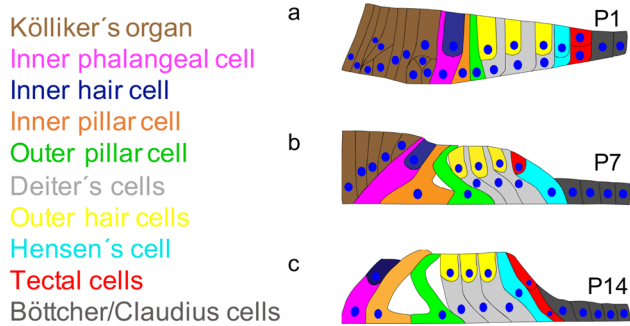 Kölliker´s organ
Inner phalangeal cell
Inner hair cell
Inner pillar cell
Outer pillar cell
Deiter´s cells
Outer hair cells
Hensen´s cell
Tectal cells
Böttcher/Claudius cells
a
P1
b
P7
c
P14